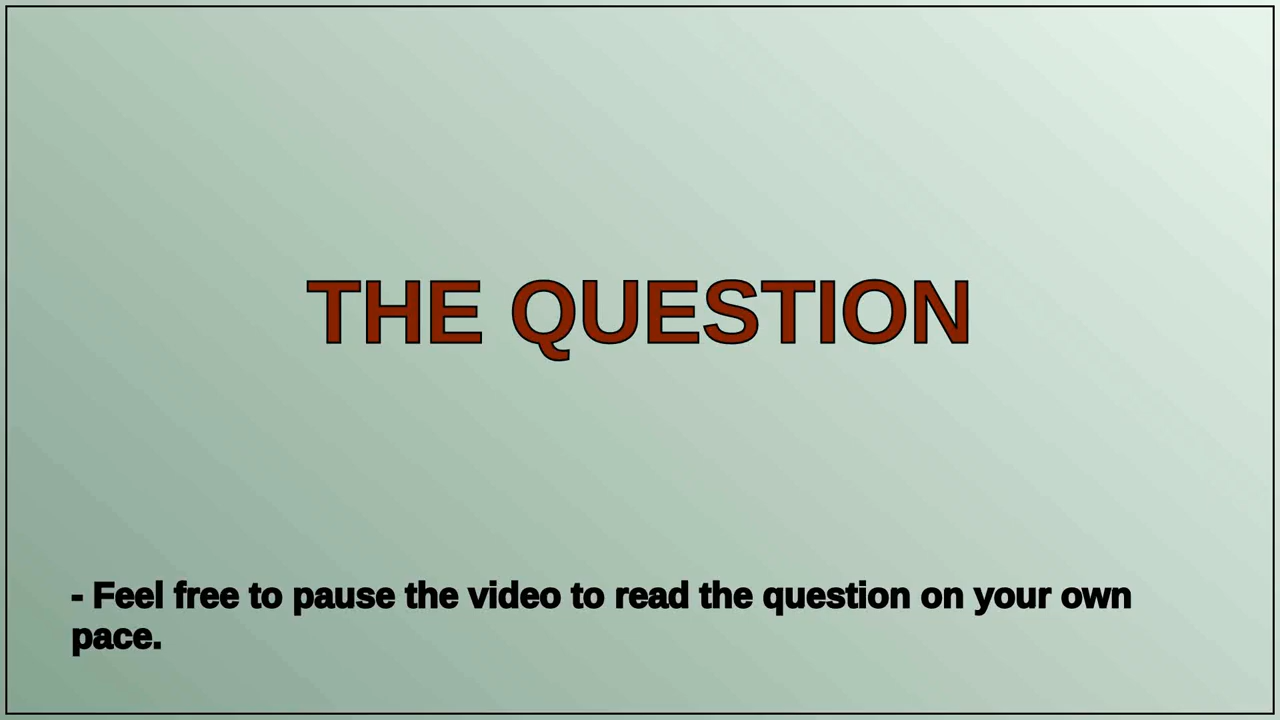 THE QUESTION
- Feel free to pause the video to read the question on your own
pace.